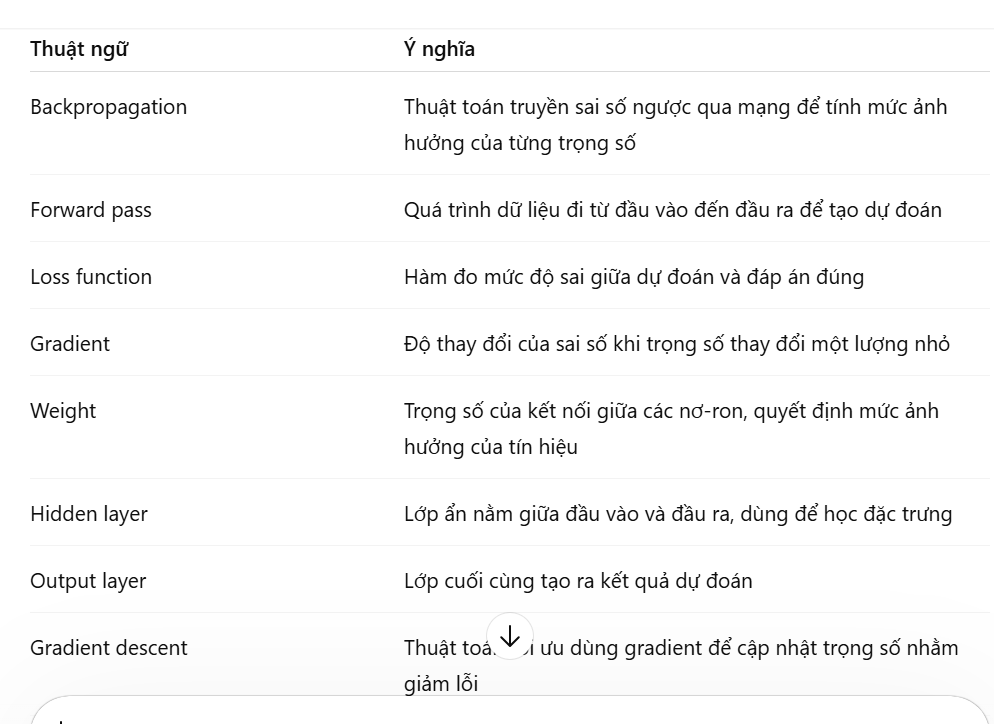 Thuật ngữ Ý nghĩa
Backpropagation Thuật toán truyền sai số ngược qua mạng để tính mức ảnh
hưởng của từng trọng số
Forward pass Quá trình dữ liệu đi từ đầu vào đến đầu ra để tạo dự đoán
Loss function Hàm đo mức độ sai giữa dự đoán và đáp án đúng
Gradient Độ thay đổi của sai số khi trọng số thay đổi một lượng nhỏ
Weight Trọng số của kết nối giữa các nơ-ron, quyết định mức ảnh
hưởng của tín hiệu
Hidden layer Lớp ẩn nằm giữa đầu vào và đầu ra, dùng để học đặc trưng
Output layer Lớp cuối cùng tạo ra kết quả dự đoán
Gradient descent Thuật ưu dùng gradient để cập nhật trọng số nhằm
giảm lỗi